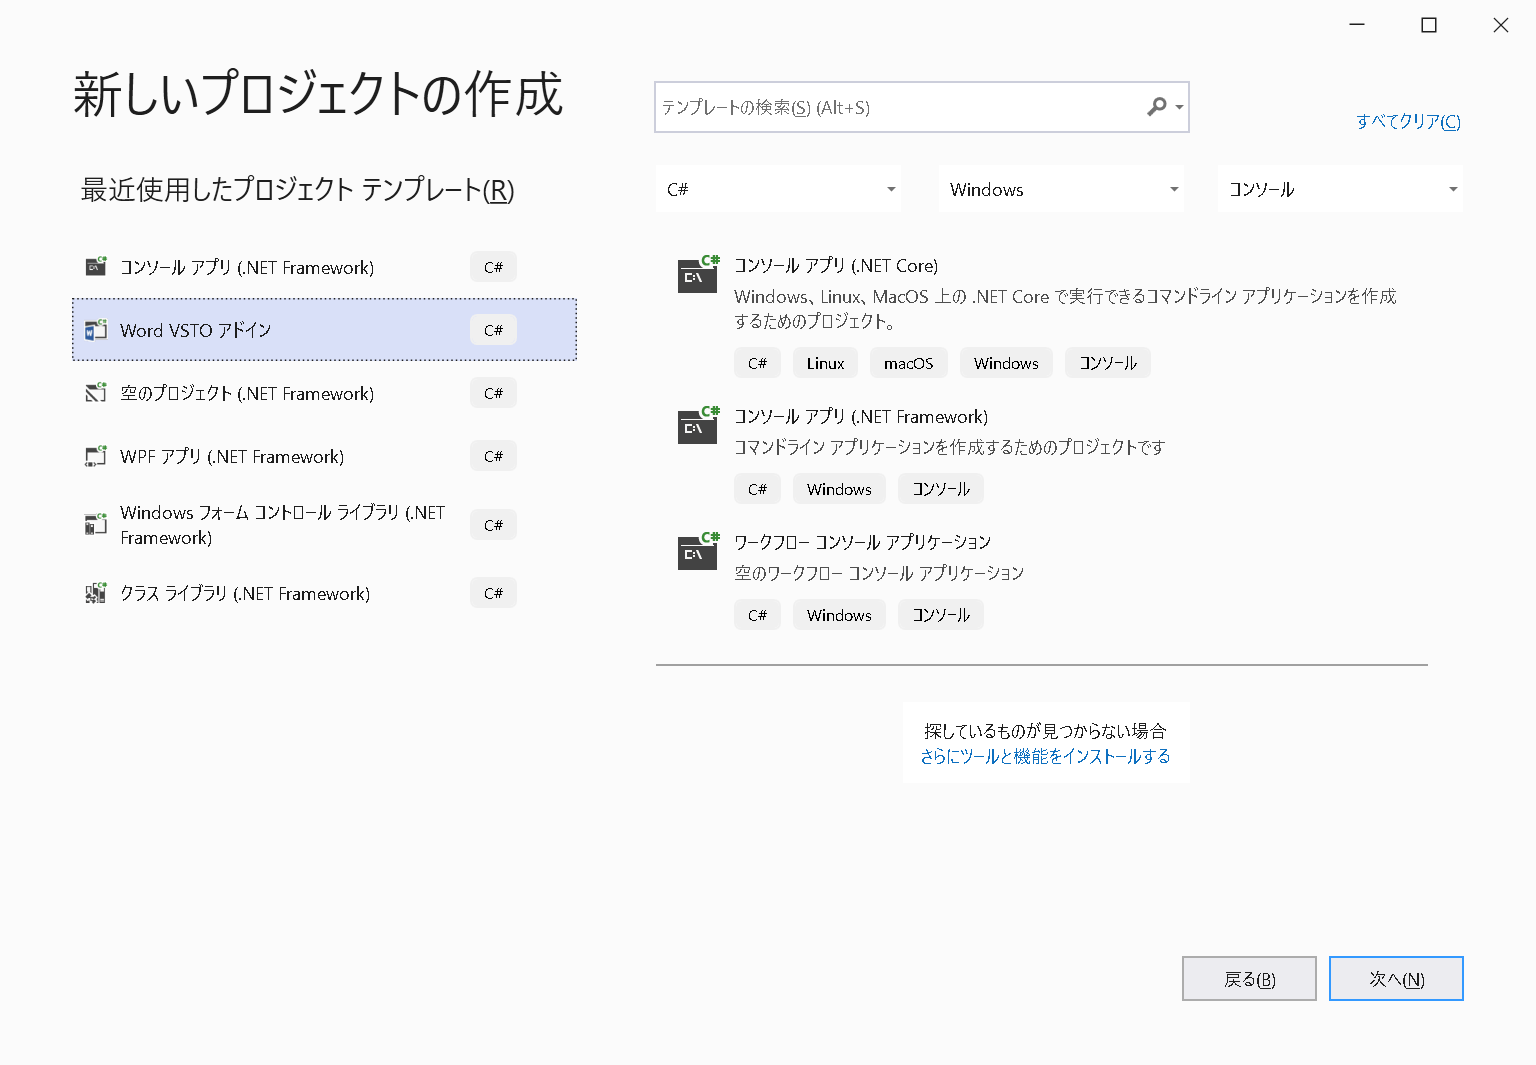 新しいプロジェクトの作成
テンプレートの検索(S) (Alt+S)
すべてクリア(C)
最近使用したプロジェクト テンプレート(R)
C#
Windows
コンソール
コンソール アプリ (.NET Framework)
C#
Word VSTO アドイン
C#
空のプロジェクト (.NET Framework)
C#
WPF アプリ (.NET Framework)
C#
Windows フォーム コントロール ライブラリ (.NET
Framework)
C#
クラス ライブラリ (.NET Framework)
C#
C#
C:\
コンソール アプリ (.NET Core)
Windows、Linux、MacOS 上の .NET Core で実行できるコマンドライン アプリケーションを作成
するためのプロジェクト。
C# Linux macOS Windows コンソール
C#
C:\
コンソール アプリ (.NET Framework)
コマンドライン アプリケーションを作成するためのプロジェクトです
C# Windows コンソール
C#
C:\
ワークフロー コンソール アプリケーション
空のワークフロー コンソール アプリケーション
C# Windows コンソール
探しているものが見つからない場合
さらにツールと機能をインストールする
戻る(B)
次へ(N)